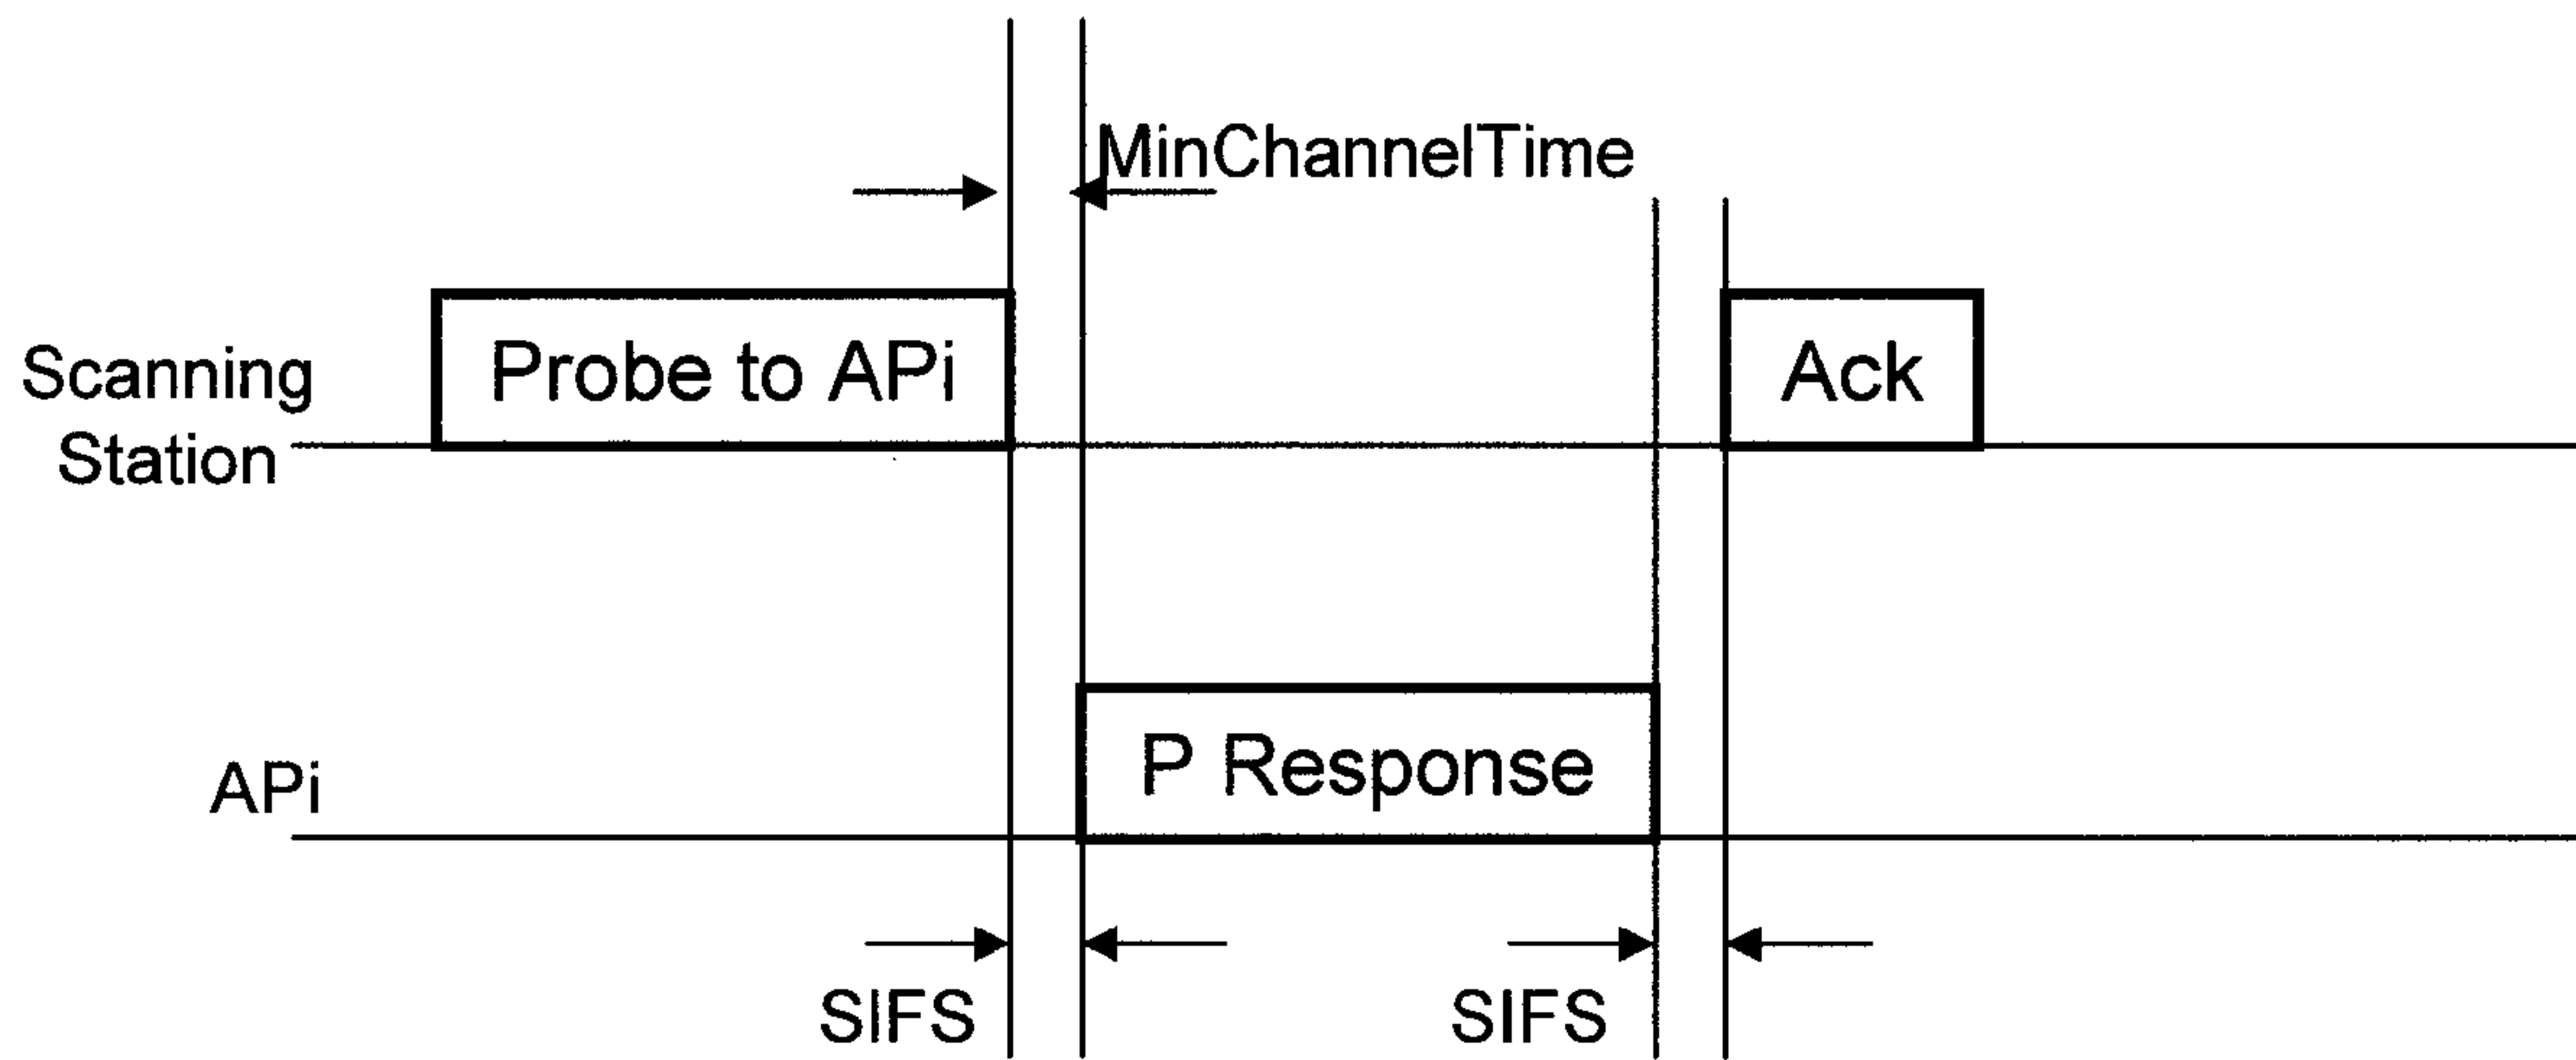 MinChannelTime
Scanning
Station
Probe to APi
Ack
APi
P Response
SIFS
SIFS